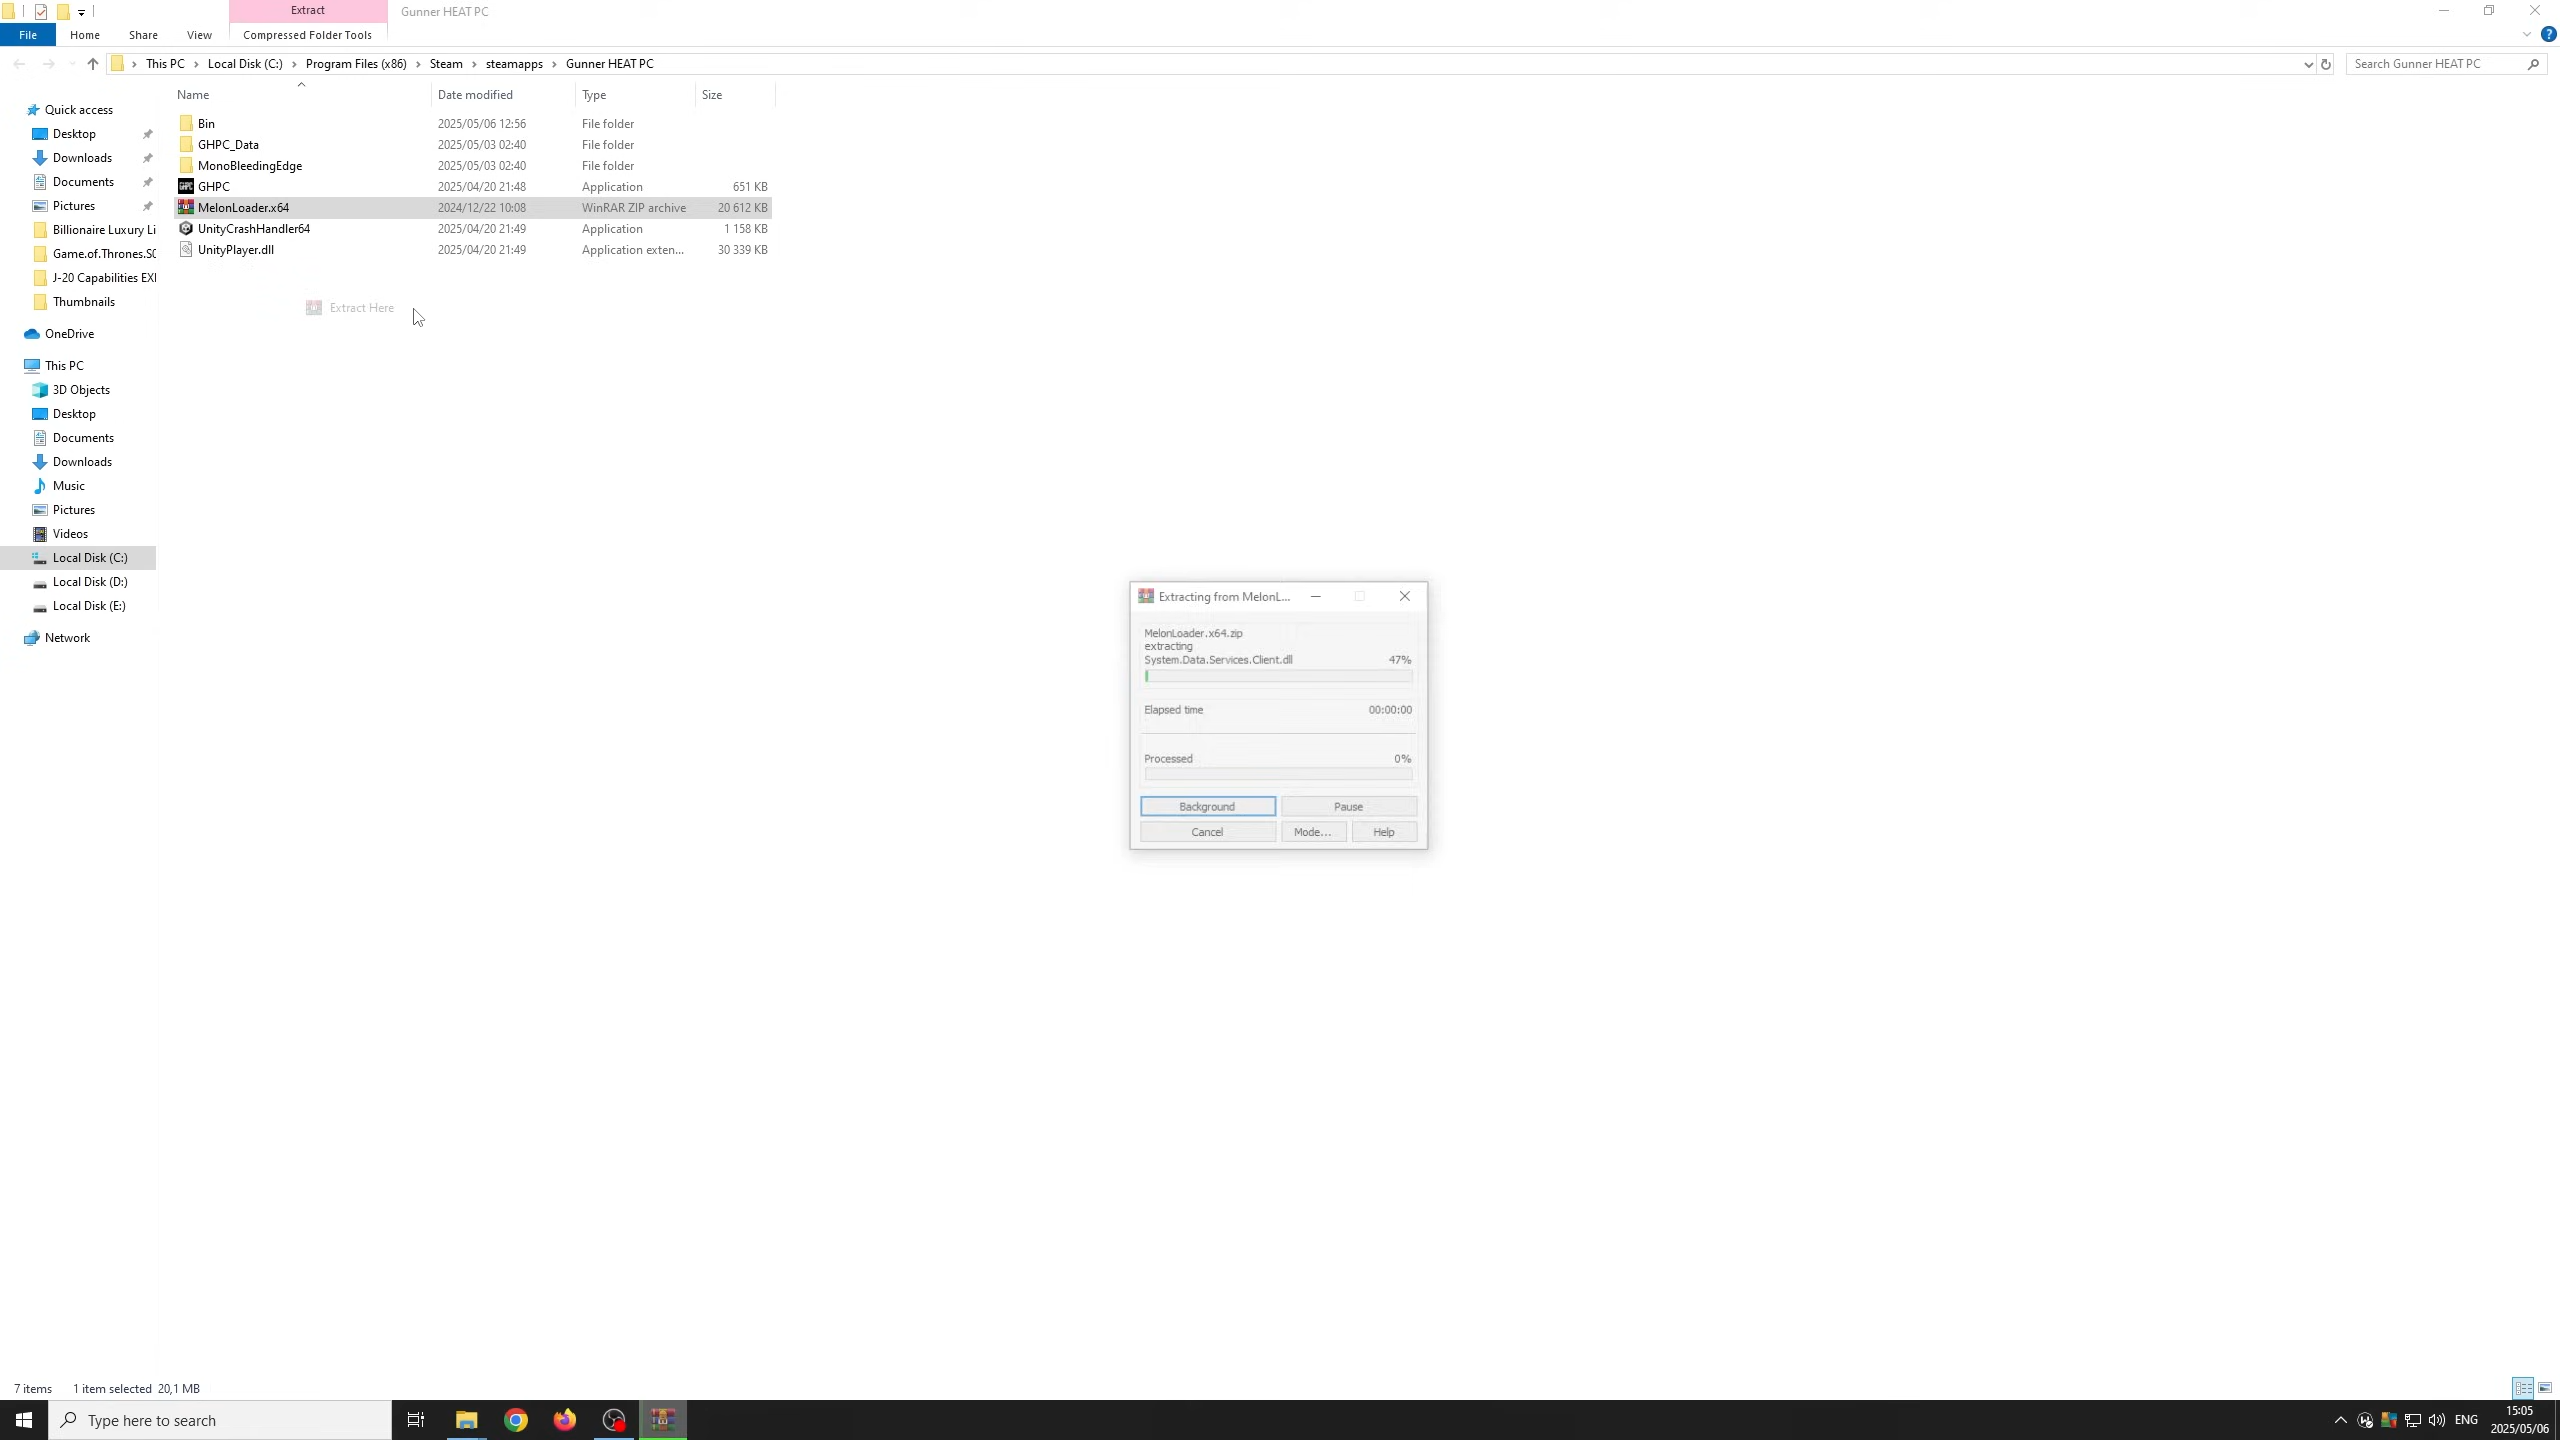 Extract
Gunner HEAT PC
File
Home
Share
View
Compressed Folder Tools
This PC
Local Disk (C:)
Program Files (x86)
Steam
steamapps
Gunner HEAT PC
Search Gunner HEAT PC
Name
Date modified
Type
Size
Bin 2025/05/06 12:56 File folder
GHPC_Data 2025/05/03 02:40 File folder
MonoBleedingEdge 2025/05/03 02:40 File folder
GHPC 2025/04/20 21:48 Application 651 KB
MelonLoader.x64 2024/12/22 10:08 WinRAR ZIP archive 20 612 KB
UnityCrashHandler64 2025/04/20 21:49 Application 1 158 KB
UnityPlayer.dll 2025/04/20 21:49 Application exten... 30 339 KB
Extract Here
Quick access
Desktop
Downloads
Documents
Pictures
Billionaire Luxury Li
Game.of.Thrones.S0
J-20 Capabilities EXI
Thumbnails
OneDrive
This PC
3D Objects
Desktop
Documents
Downloads
Music
Pictures
Videos
Local Disk (C:)
Local Disk (D:)
Local Disk (E:)
Network
Extracting from MelonL...
MelonLoader.x64.zip
extracting
System.Data.Services.Client.dll 47%
Elapsed time 00:00:00
Processed 0%
Background
Pause
Cancel
Mode...
Help
7 items 1 item selected 20,1 MB
Type here to search
ENG
15:05
2025/05/06